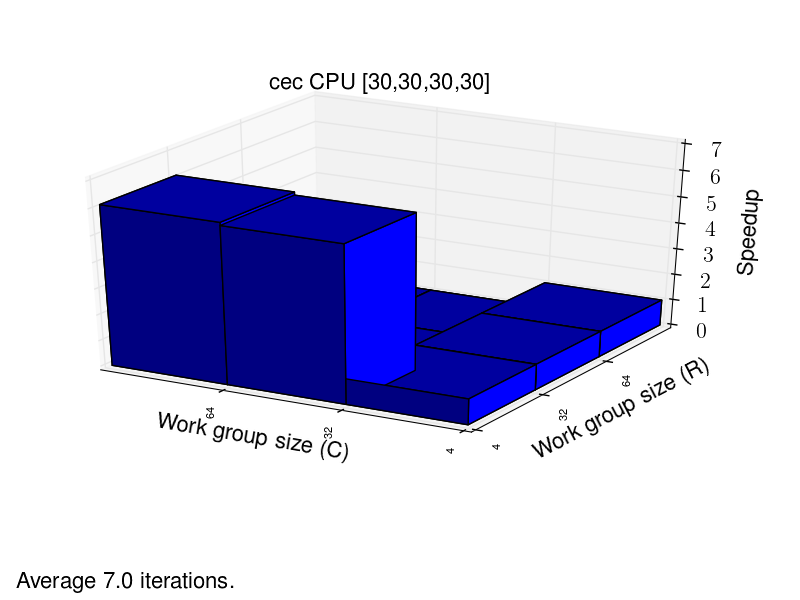 cec CPU [30,30,30,30]
7
6
5
4
3
2
1
0
Speedup
64
32
4
Work group size (C)
4
32
64
Work group size (R)
Average 7.0 iterations.